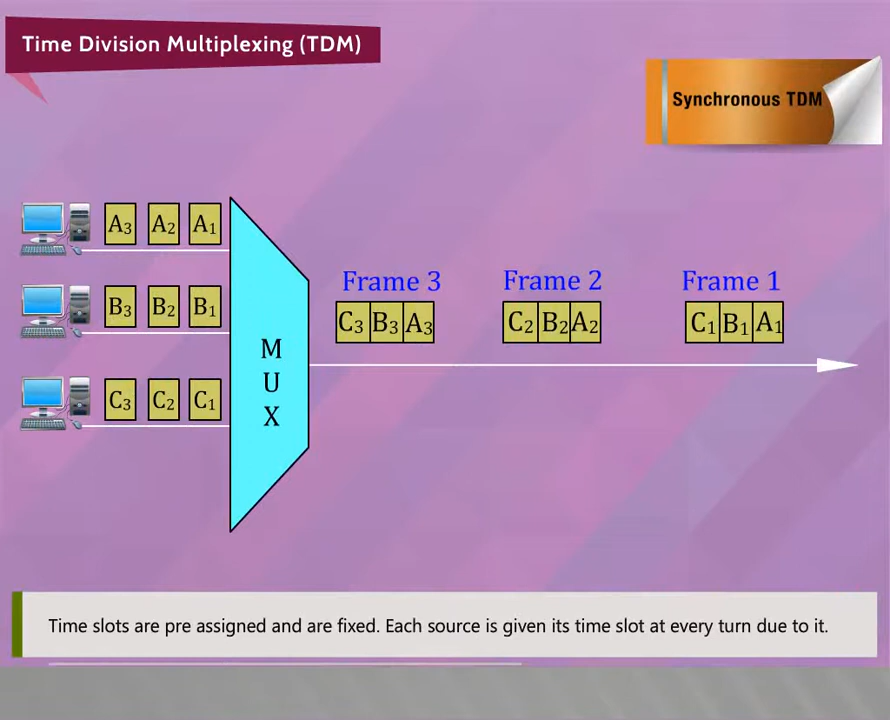 Time Division Multiplexing (TDM)
Synchronous TDM
A₃ A₂ A₁
B₃ B₂ B₁
C₃ C₂ C₁
M
U
X
Frame 3 Frame 2 Frame 1
C₃ B₃ A₃ C₂ B₂ A₂ C₁ B₁ A₁
Time slots are pre assigned and are fixed. Each source is given its time slot at every turn due to it.